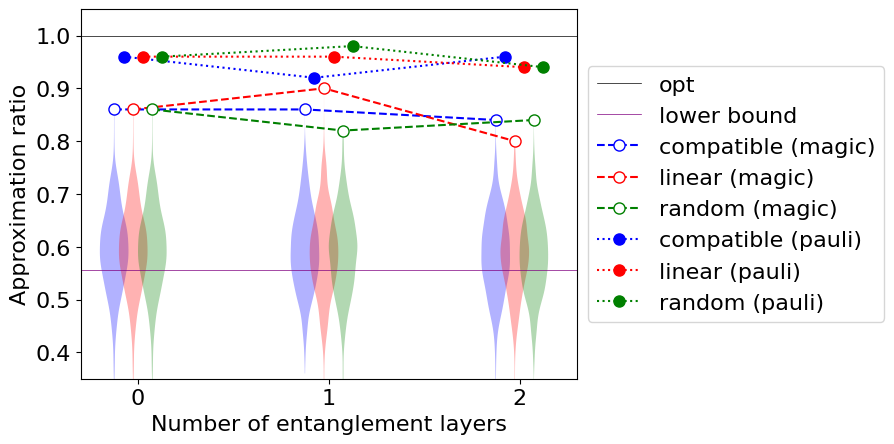 1.0
0.9
0.8
0.7
0.6
0.5
0.4
Approximation ratio
0
1
2
Number of entanglement layers
opt
lower bound
compatible (magic)
linear (magic)
random (magic)
compatible (pauli)
linear (pauli)
random (pauli)